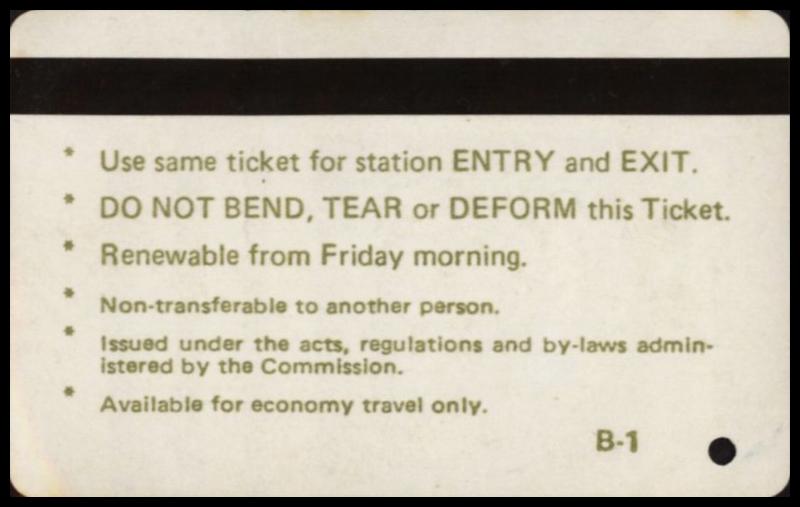 * Use same ticket for station ENTRY and EXIT.
* DO NOT BEND, TEAR or DEFORM this Ticket.
* Renewable from Friday morning.
* Non-transferable to another person.
* Issued under the acts, regulations and by-laws admin-
istered by the Commission.
* Available for economy travel only.
B-1